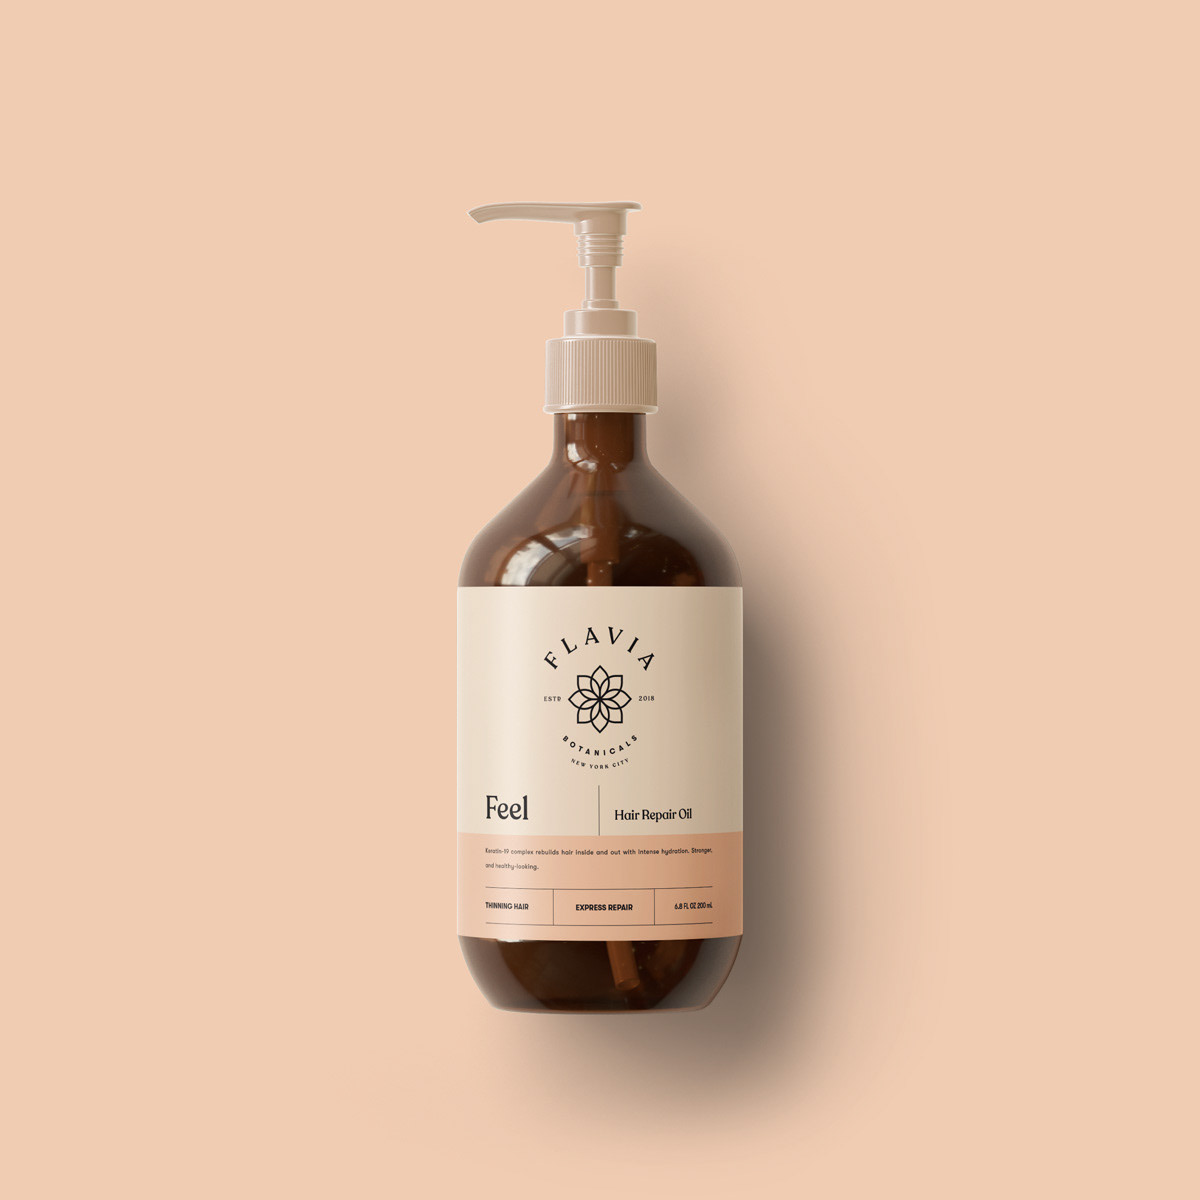 FLAVIA
ESTD 2018
BOTANICALS
NEW YORK CITY
Feel
Hair Repair Oil
Keratin-19 complex rebuilds hair inside and out with intense hydration. Stronger,
and healthy-looking.
THINNING HAIR
EXPRESS REPAIR
6.8 FL OZ 200 mL